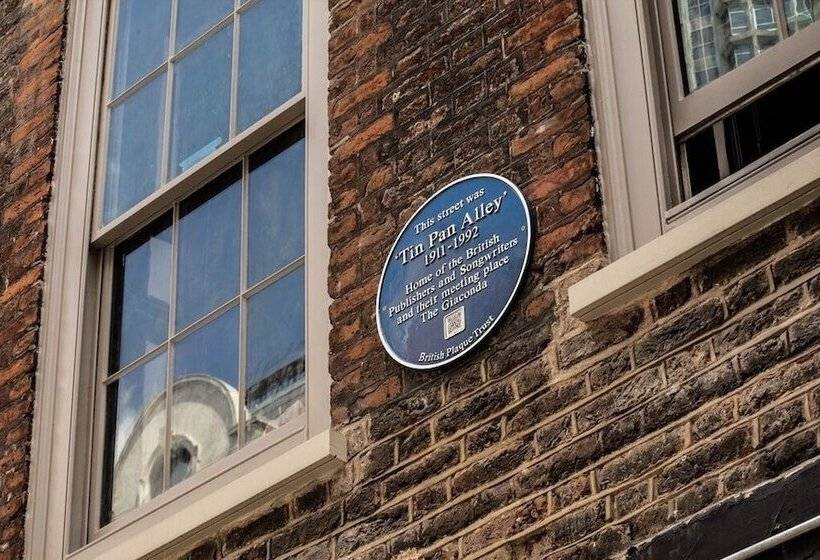 This street was
'Tin Pan Alley'
1911-1992
Home of the British
Publishers and Songwriters
and their meeting place
The Giaconda
British Plaque Trust